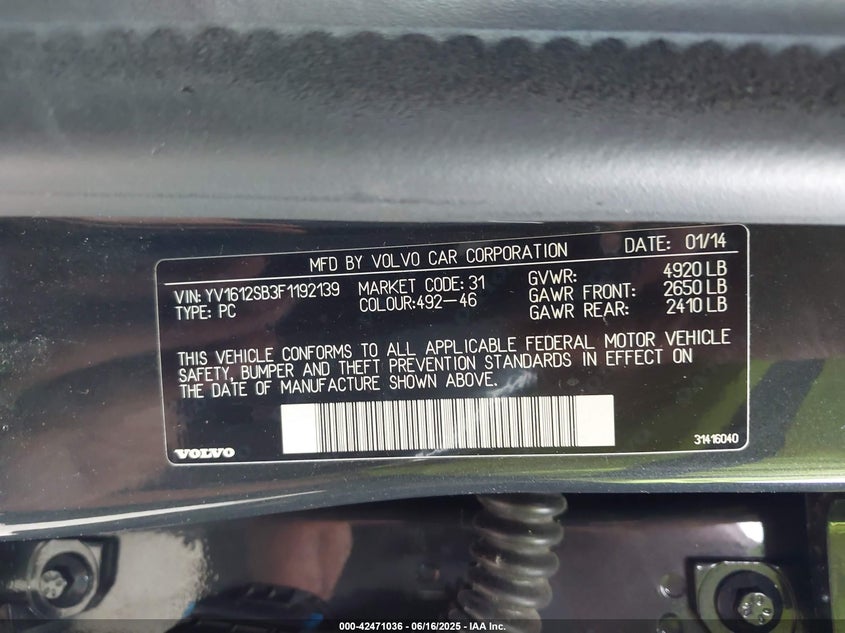 MFD BY VOLVO CAR CORPORATION DATE: 01/14
VIN: YV1612SB3F1192139 MARKET CODE: 31 GVWR: 4920 LB
TYPE: PC COLOUR:492-46 GAWR FRONT: 2650 LB
GAWR REAR: 2410 LB
THIS VEHICLE CONFORMS TO ALL APPLICABLE FEDERAL MOTOR VEHICLE
SAFETY, BUMPER AND THEFT PREVENTION STANDARDS IN EFFECT ON
THE DATE OF MANUFACTURE SHOWN ABOVE.
VOLVO 31416040
000-42471036 - 06/16/2025 - IAA Inc.